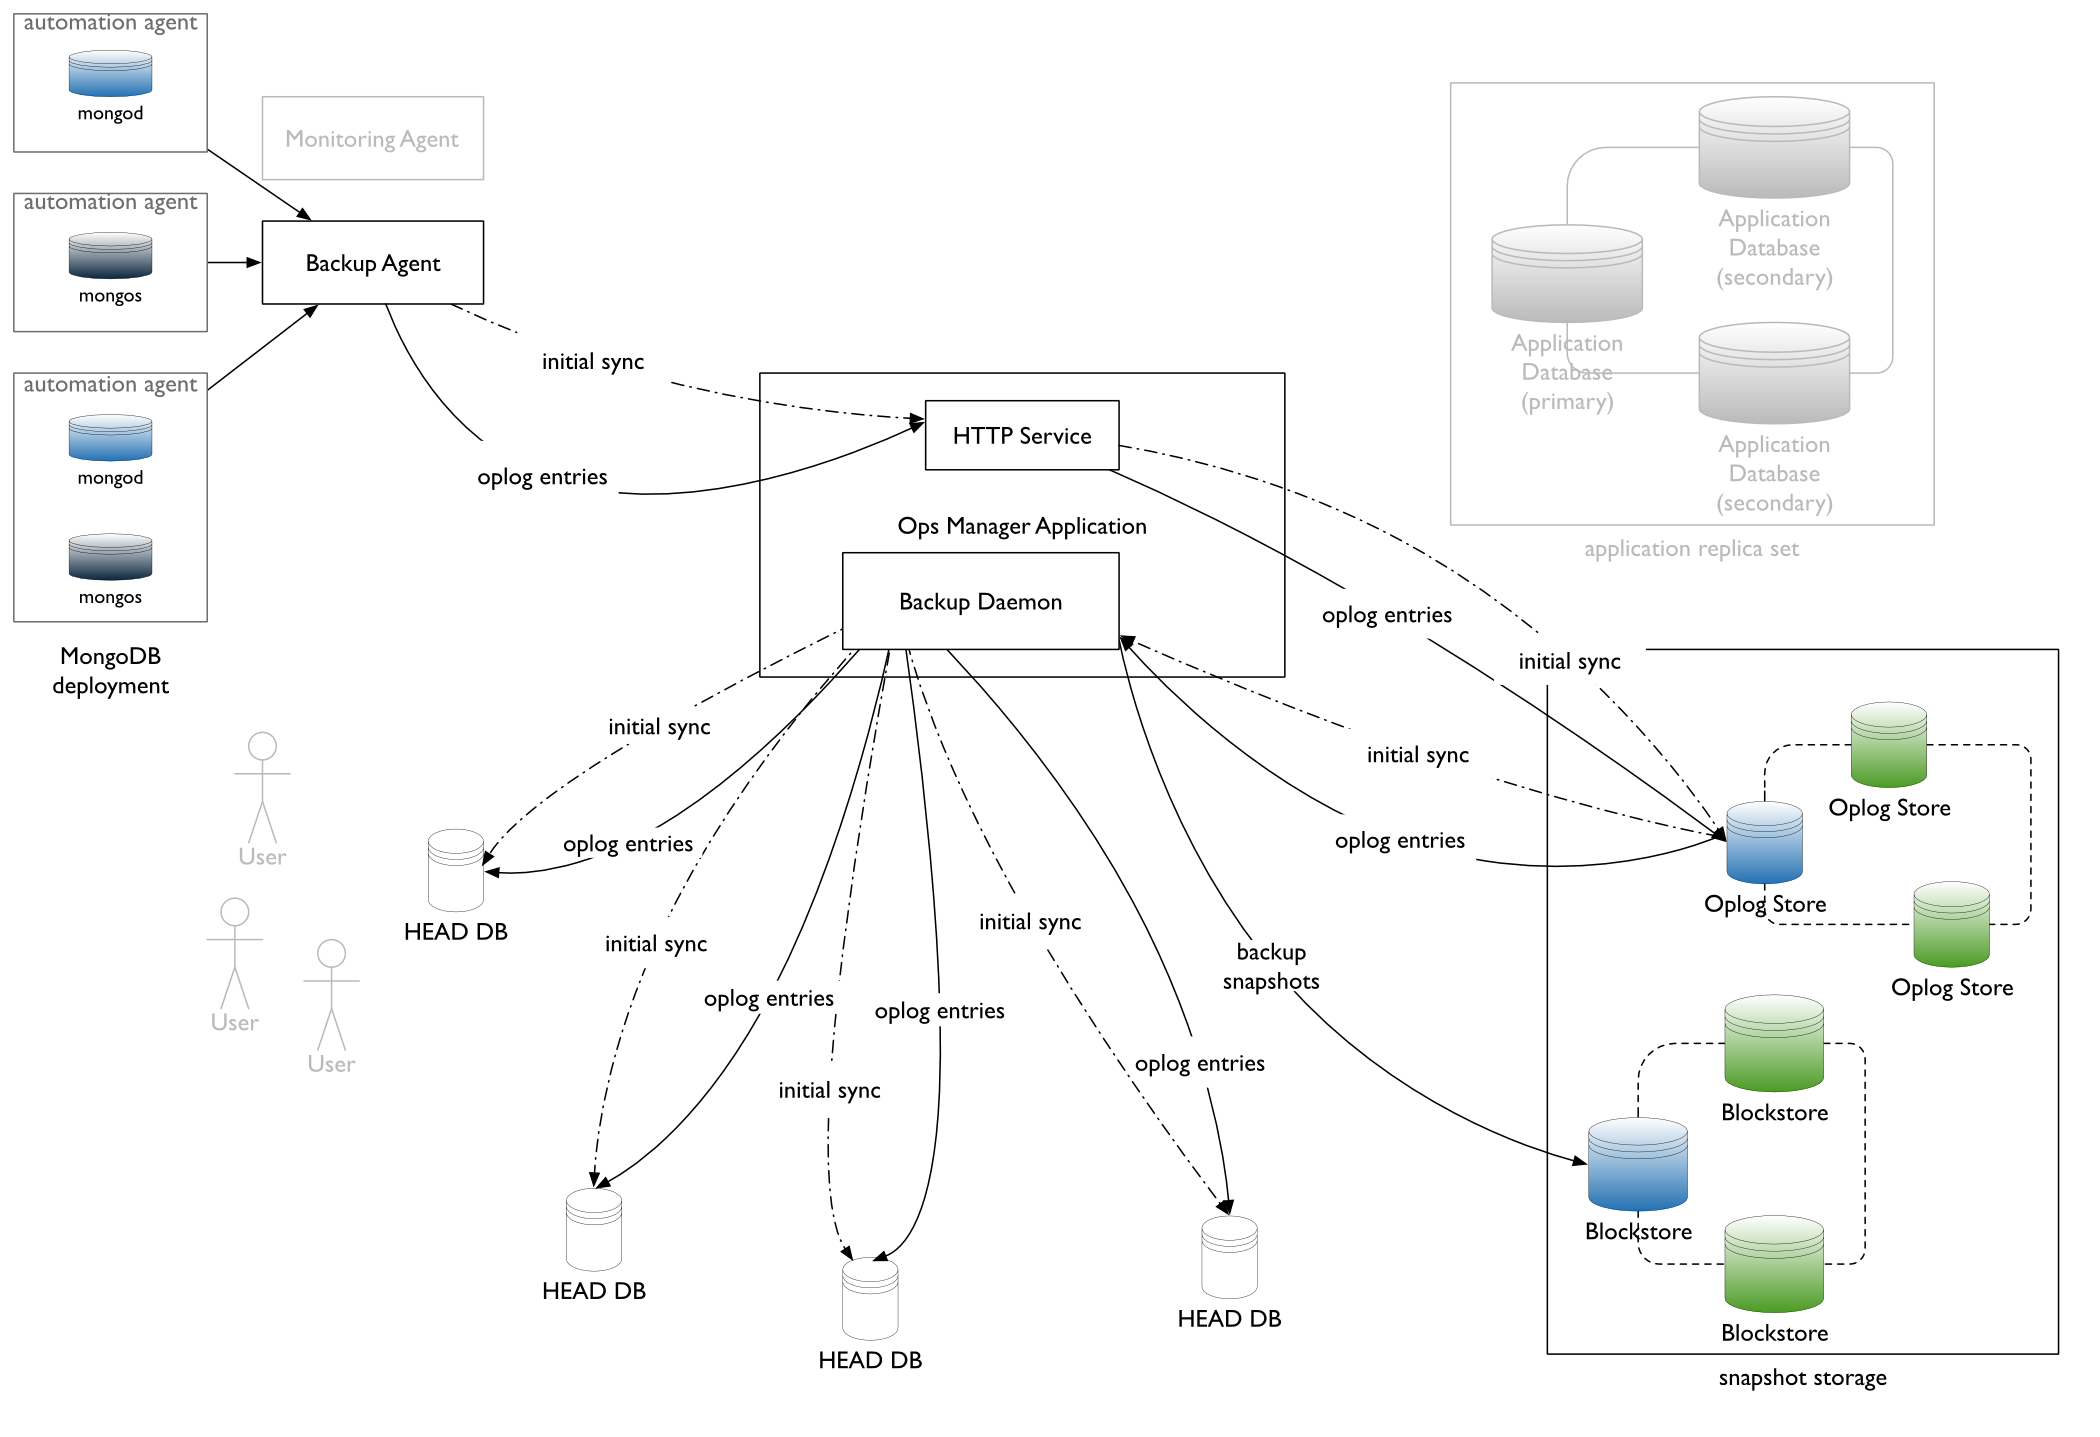 automation agent
mongod
automation agent
mongos
automation agent
mongod
mongos
MongoDB
deployment
Monitoring Agent
Backup Agent
initial sync
oplog entries
HTTP Service
Ops Manager Application
Backup Daemon
Application
Database
(secondary)
Application
Database
(primary)
Application
Database
(secondary)
application replica set
oplog entries
initial sync
initial sync
oplog entries
initial sync
oplog entries
initial sync
oplog entries
initial sync
oplog entries
initial sync
oplog entries
backup
snapshots
User
User
User
HEAD DB
HEAD DB
HEAD DB
HEAD DB
Oplog Store
Oplog Store
Oplog Store
Blockstore
Blockstore
Blockstore
snapshot storage